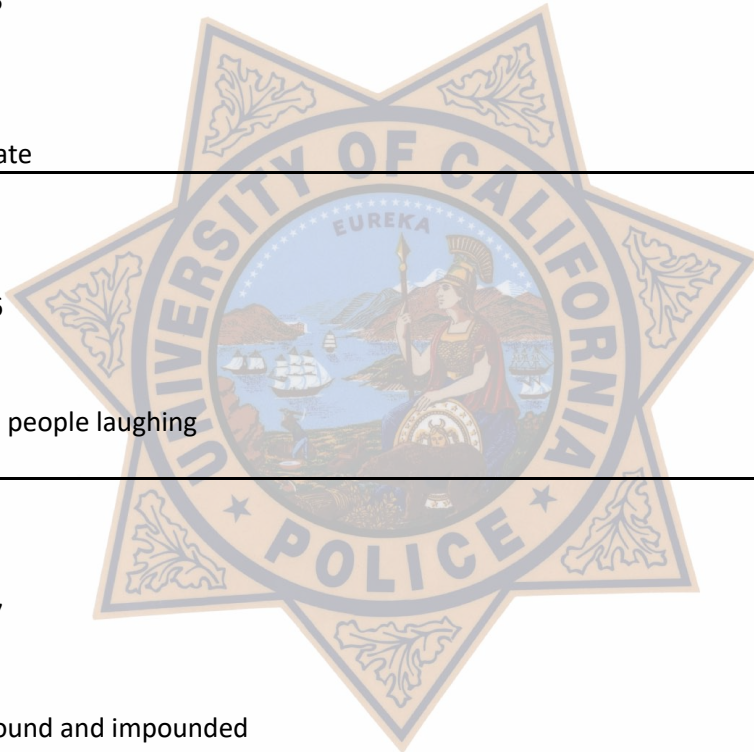 ate
people laughing
ound and impounded
UNIVERSITY OF CALIFORNIA
EUREKA
POLICE